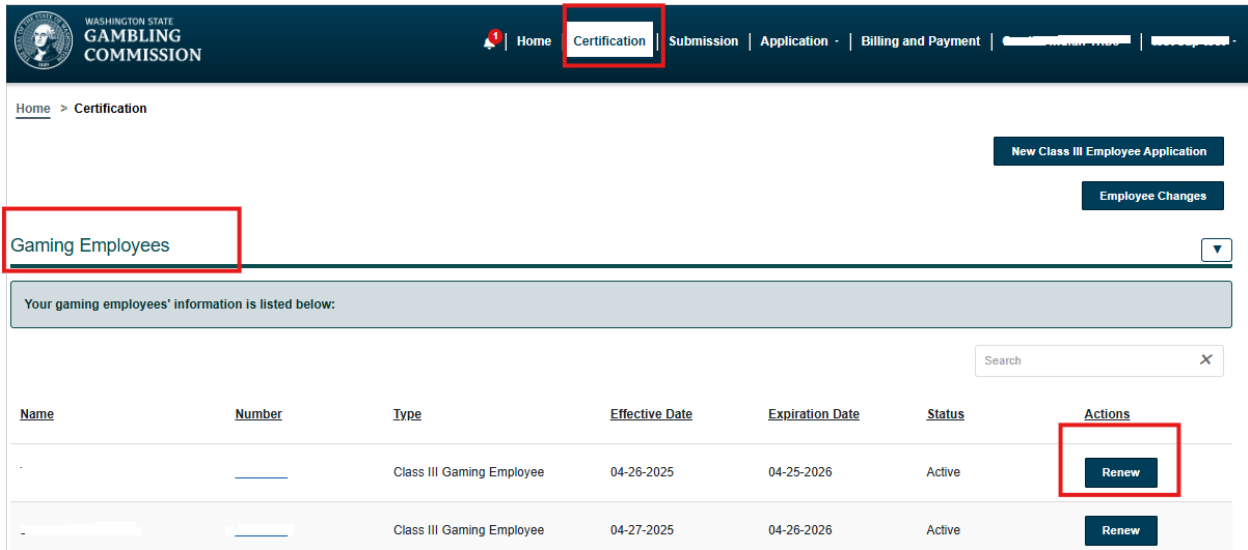 WASHINGTON STATE
GAMBLING
COMMISSION
1 | Home | Certification | Submission | Application - | Billing and Payment | | -
Home > Certification
New Class III Employee Application
Employee Changes
Gaming Employees
▼
Your gaming employees' information is listed below:
Search ✕
Name Number Type Effective Date Expiration Date Status Actions
Class III Gaming Employee 04-26-2025 04-25-2026 Active Renew
Class III Gaming Employee 04-27-2025 04-26-2026 Active Renew